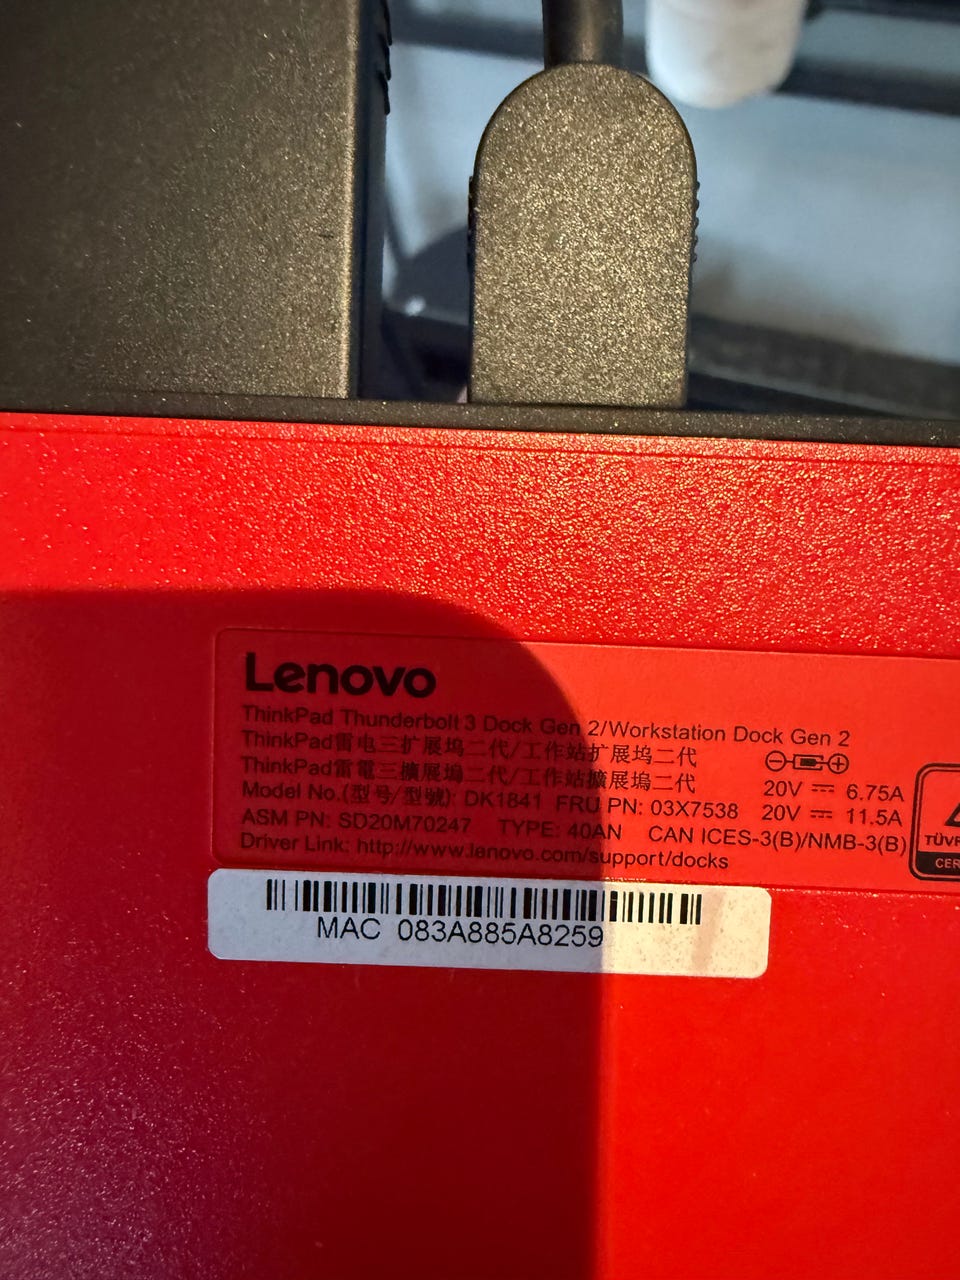 Lenovo
ThinkPad Thunderbolt 3 Dock Gen 2/Workstation Dock Gen 2
ThinkPad雷电三扩展坞二代/工作站扩展坞二代
ThinkPad雷電三擴展塢二代/工作站擴展塢二代
Model No.(型号/型號): DK1841 FRU PN: 03X7538
20V 6.75A
20V 11.5A
ASM PN: SD20M70247 TYPE: 40AN CAN ICES-3(B)/NMB-3(B)
Driver Link: http://www.lenovo.com/support/docks
MAC 083A885A8259